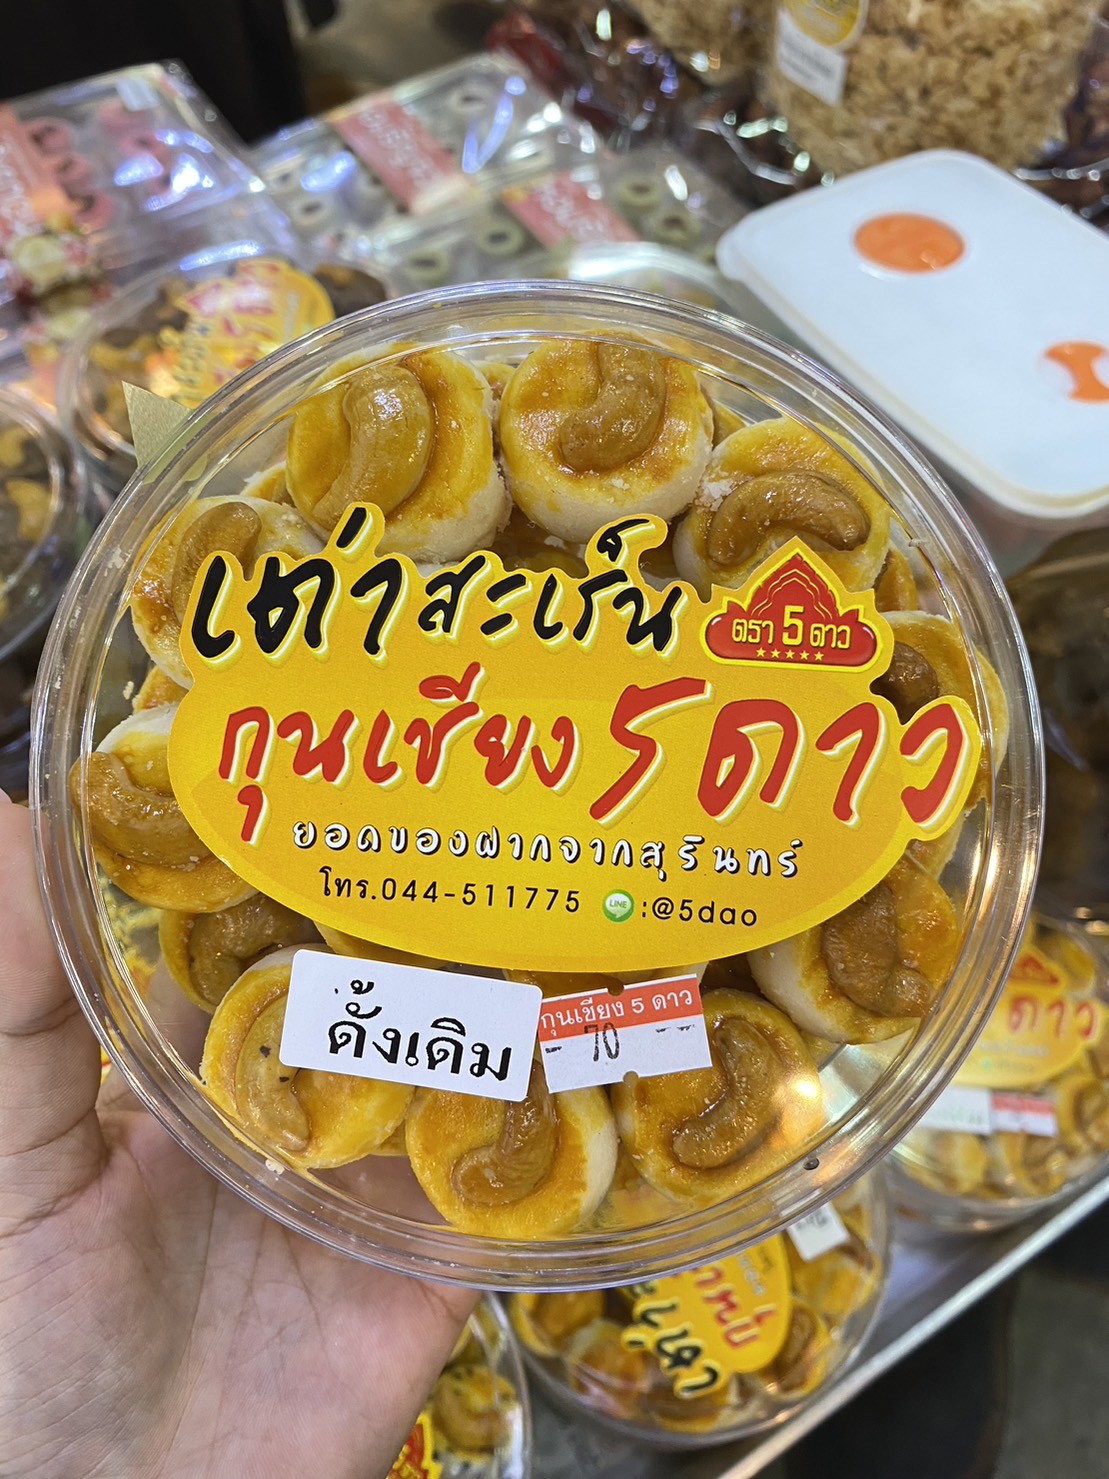 เต่าสะเร็น
ตรา 5 ดาว
กุนเชียง 5 ดาว
ยอดของฝากจากสุรินทร์
โทร.044-511775 LINE :@5dao
ดั้งเดิม
กุนเชียง 5 ดาว
70